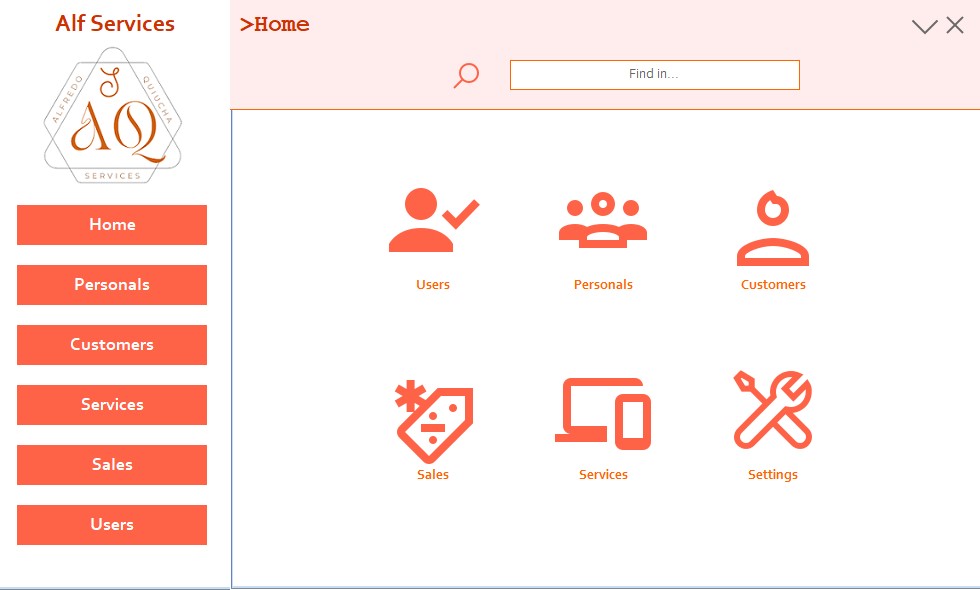 Alf Services
ALFREDO
QUIUCHA
AQ
SERVICES
Home
Personals
Customers
Services
Sales
Users
>Home
Find in...
Users
Personals
Customers
Sales
Services
Settings